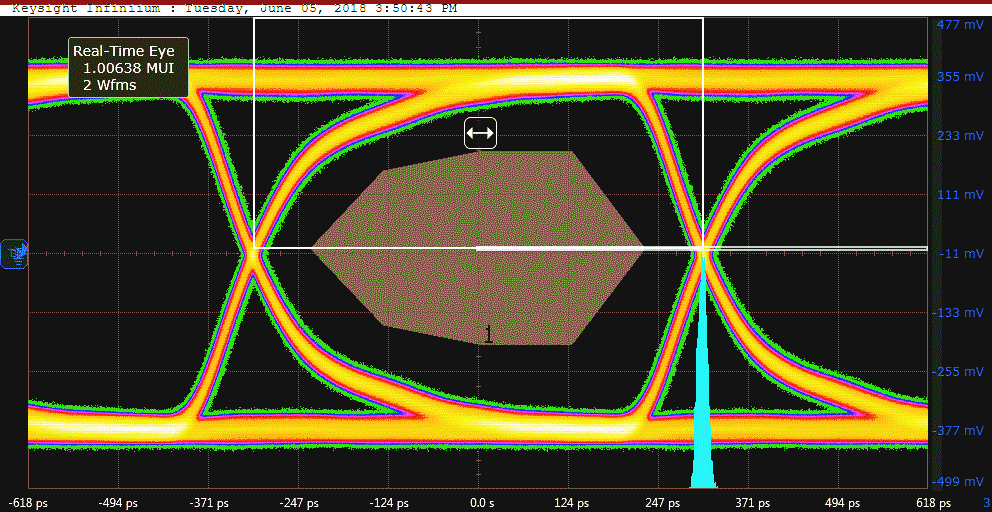 Keysight Infiniium : Tuesday, June 05, 2018 3:50:43 PM
477 mV
Real-Time Eye
1.00638 MUI
2 Wfms
355 mV
233 mV
111 mV
-11 mV
-133 mV
1
-255 mV
-377 mV
-499 mV
-618 ps -494 ps -371 ps -247 ps -124 ps 0.0 s 124 ps 247 ps 371 ps 494 ps 618 ps 3